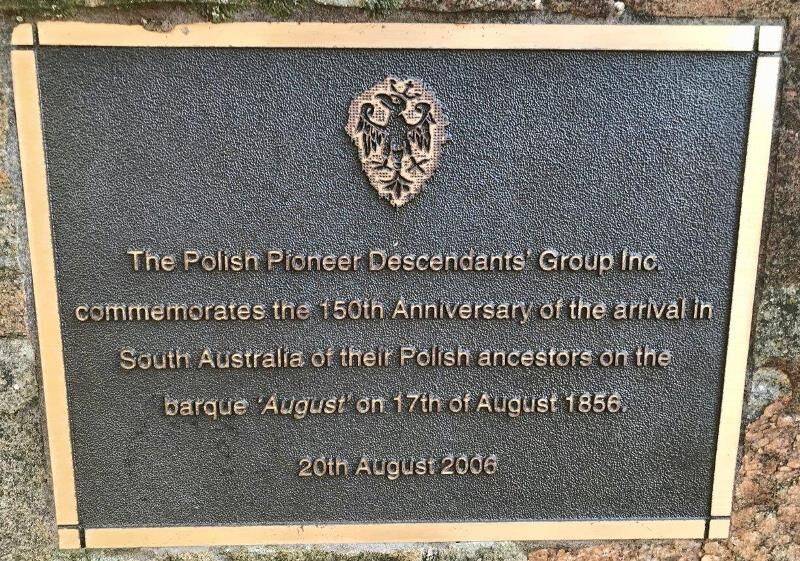 The Polish Pioneer Descendants' Group Inc.
commemorates the 150th Anniversary of the arrival in
South Australia of their Polish ancestors on the
barque 'August' on 17th of August 1856.
20th August 2006